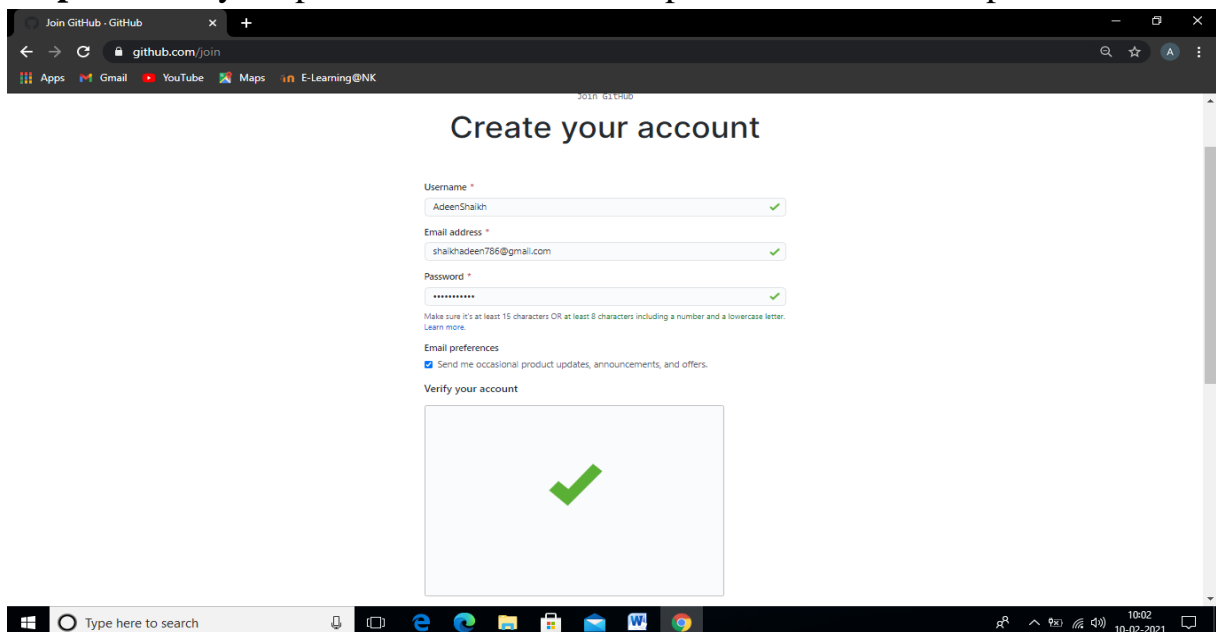 Join GitHub · GitHub
github.com/join
A
Apps Gmail YouTube Maps E-Learning@NK
Join GitHub
Create your account
Username *
AdeenShaikh
Email address *
shaikhadeen786@gmail.com
Password *
•••••••••••
Make sure it's at least 15 characters OR at least 8 characters including a number and a lowercase letter.
Learn more.
Email preferences
Send me occasional product updates, announcements, and offers.
Verify your account
Type here to search
W
10:02
10-02-2021